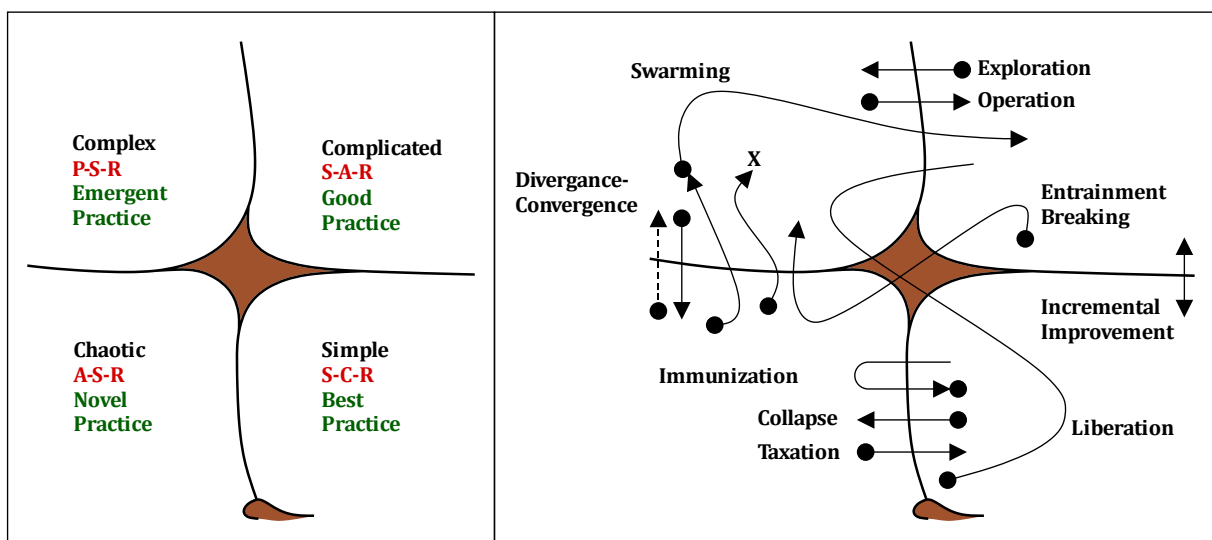 Complex
P-S-R
Emergent
Practice
Complicated
S-A-R
Good
Practice
Chaotic
A-S-R
Novel
Practice
Simple
S-C-R
Best
Practice
Swarming
Exploration
Operation
X
Divergance-
Convergence
Entrainment
Breaking
Incremental
Improvement
Immunization
Collapse
Taxation
Liberation